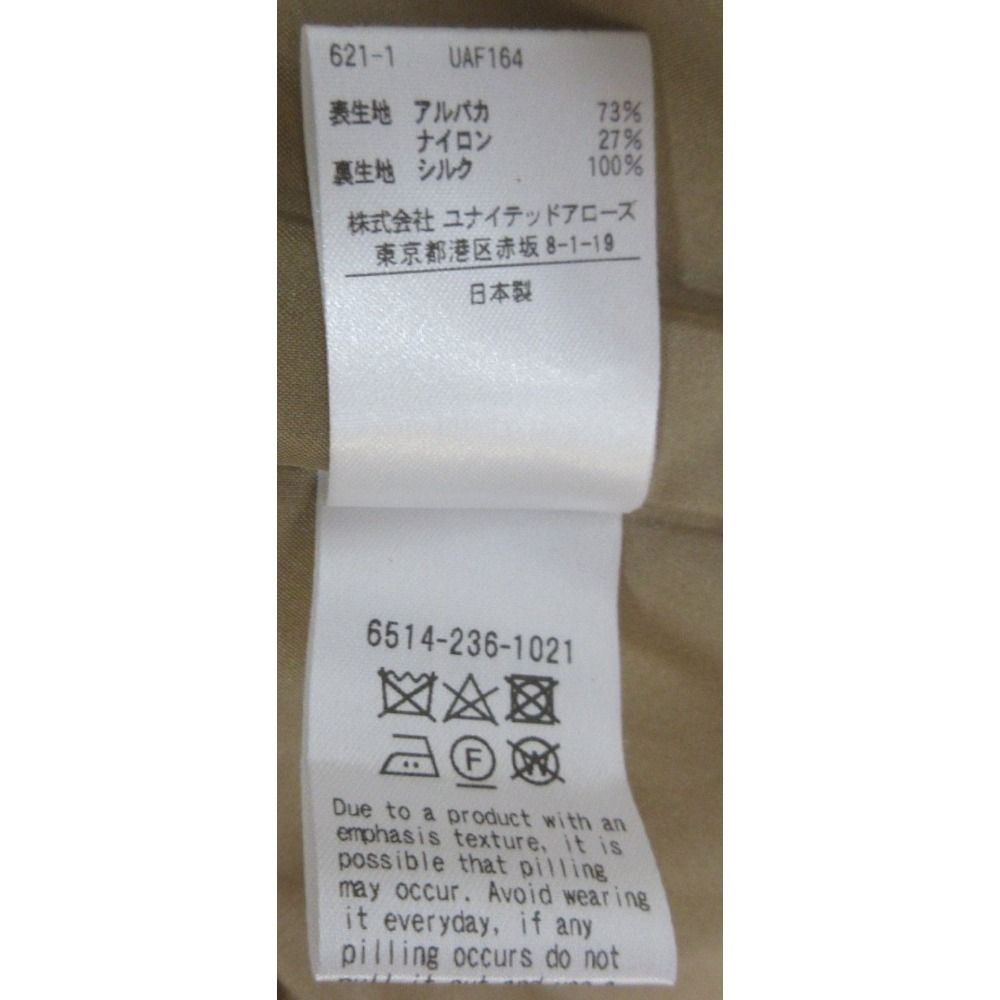 621-1 UAF164
表生地 アルパカ 73%
ナイロン 27%
裏生地 シルク 100%
株式会社 ユナイテッドアローズ
東京都港区赤坂 8-1-19
日本製
6514-236-1021
F
W
Due to a product with an
emphasis texture, it is
possible that pilling
may occur. Avoid wearing
it everyday, if any
pilling occurs do not